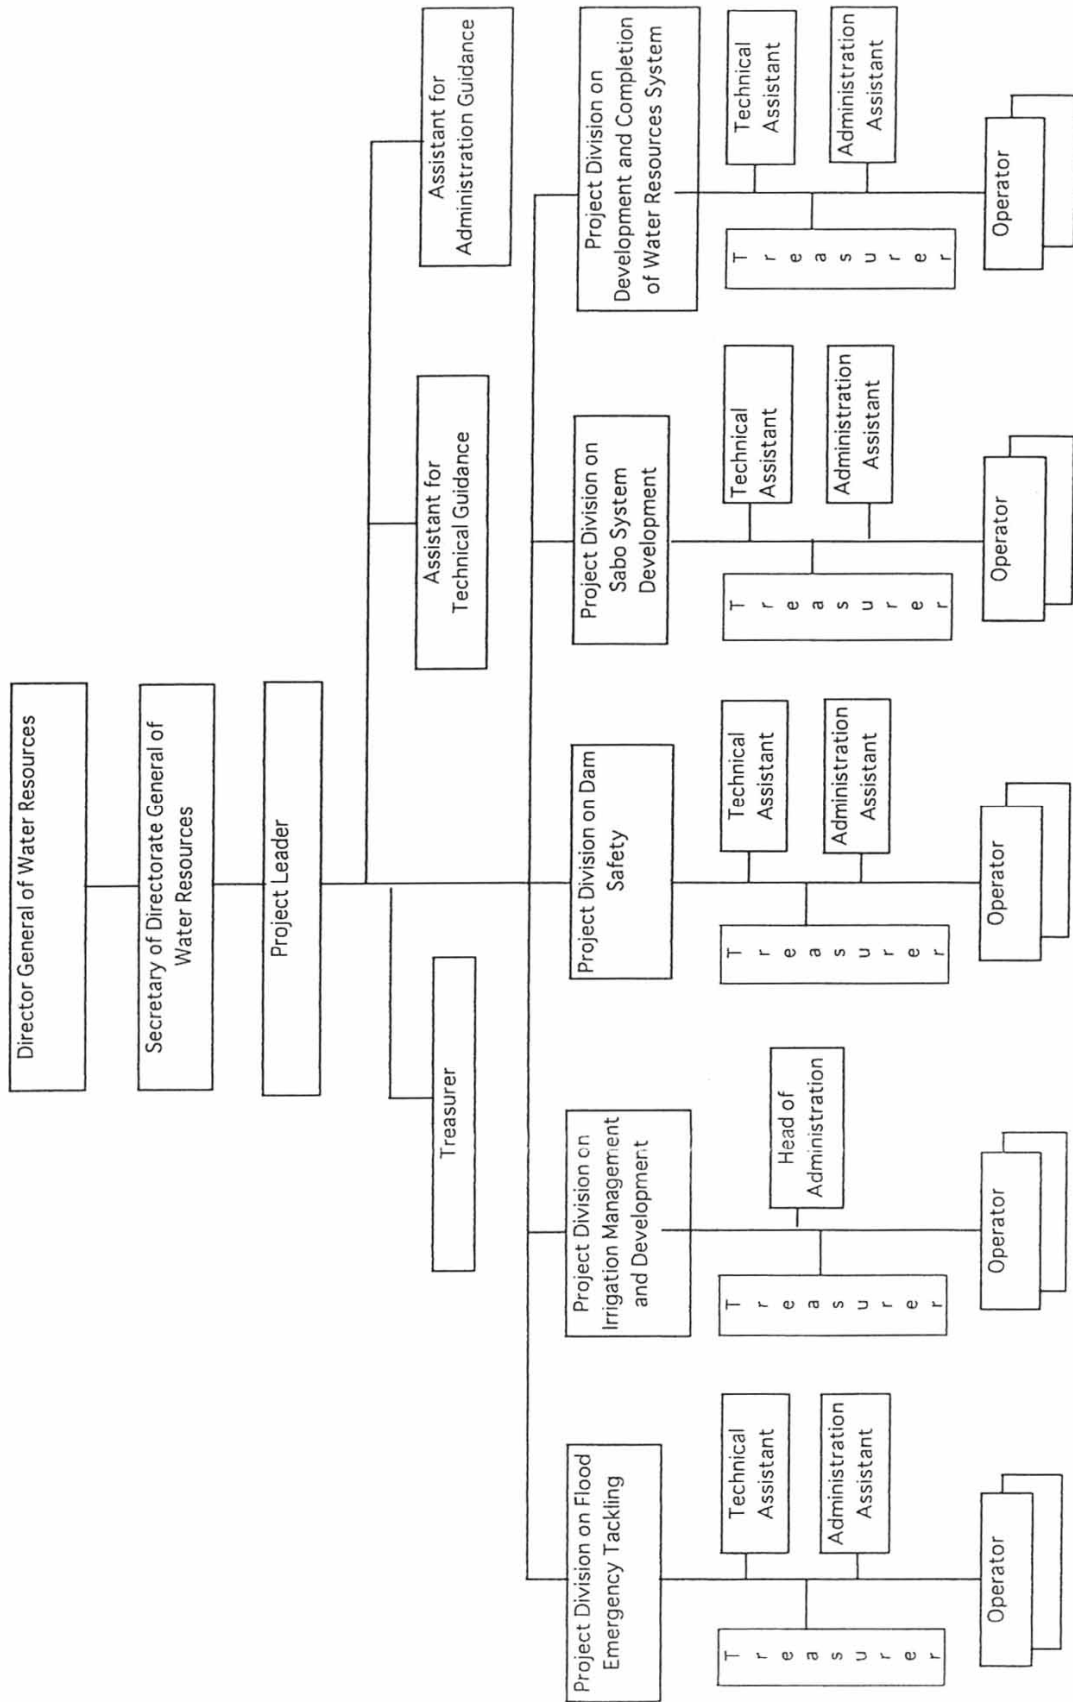 Director General of Water Resources
Secretary of Directorate General of
Water Resources
Project Leader
Treasurer
Assistant for
Technical Guidance
Assistant for
Administration Guidance
Project Division on Flood
Emergency Tackling
Project Division on
Irrigation Management
and Development
Project Division on Dam
Safety
Project Division on
Sabo System
Development
Project Division on
Development and Completion
of Water Resources System
Treasurer
Technical
Assistant
Administration
Assistant
Treasurer
Head of
Administration
Treasurer
Technical
Assistant
Administration
Assistant
Treasurer
Technical
Assistant
Administration
Assistant
Treasurer
Technical
Assistant
Administration
Assistant
Operator
Operator
Operator
Operator
Operator